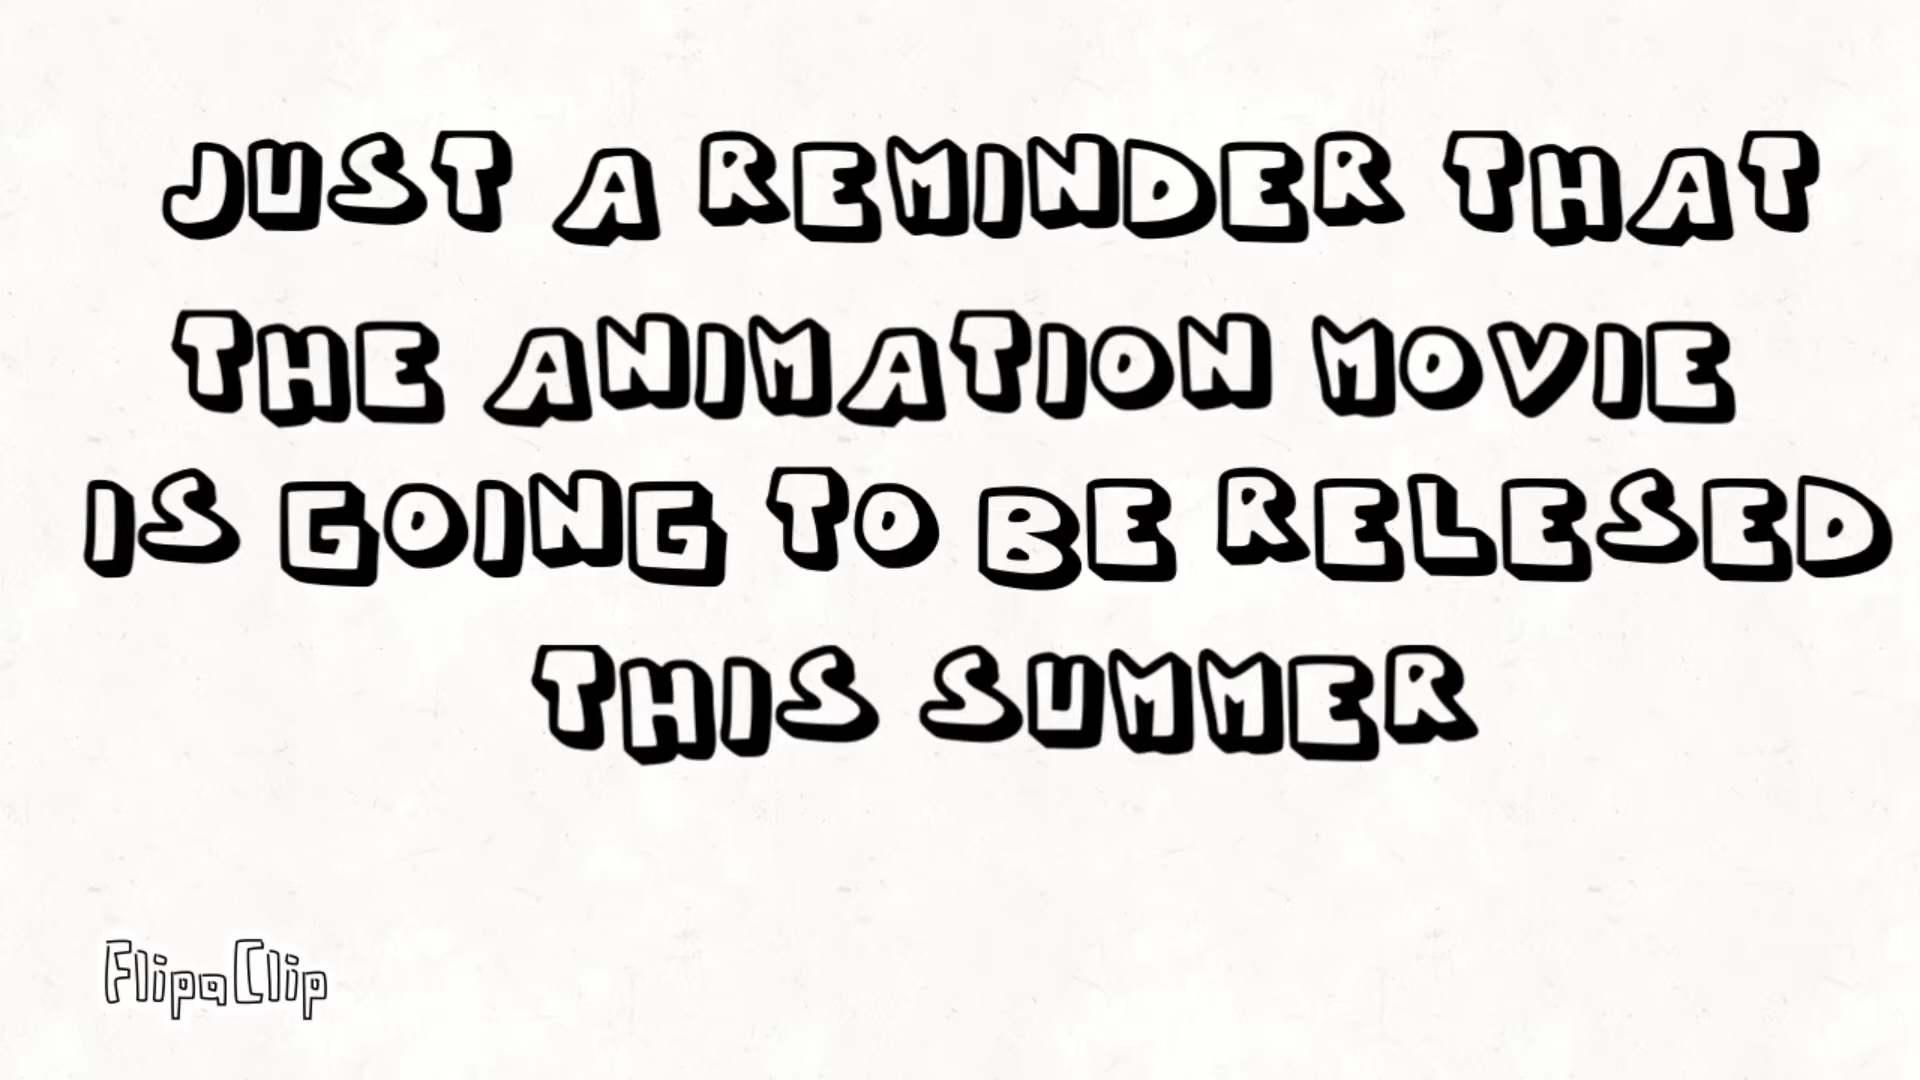 JUST A REMINDER THAT
THE ANIMATION MOVIE
IS GOING TO BE RELESED
THIS SUMMER
FlipaClip